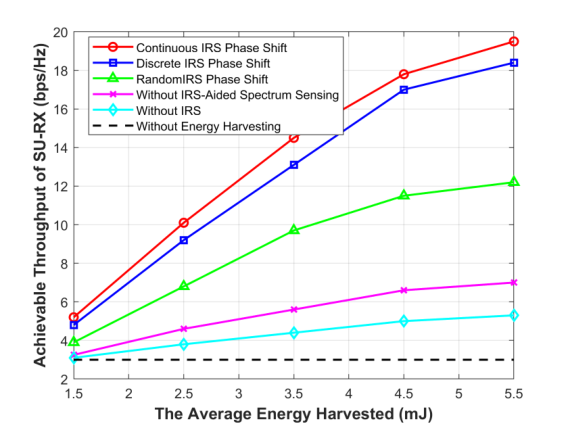 20
18
16
14
12
10
8
6
4
2
Achievable Throughput of SU-RX (bps/Hz)
Continuous IRS Phase Shift
Discrete IRS Phase Shift
RandomIRS Phase Shift
Without IRS-Aided Spectrum Sensing
Without IRS
Without Energy Harvesting
1.5 2 2.5 3 3.5 4 4.5 5 5.5
The Average Energy Harvested (mJ)